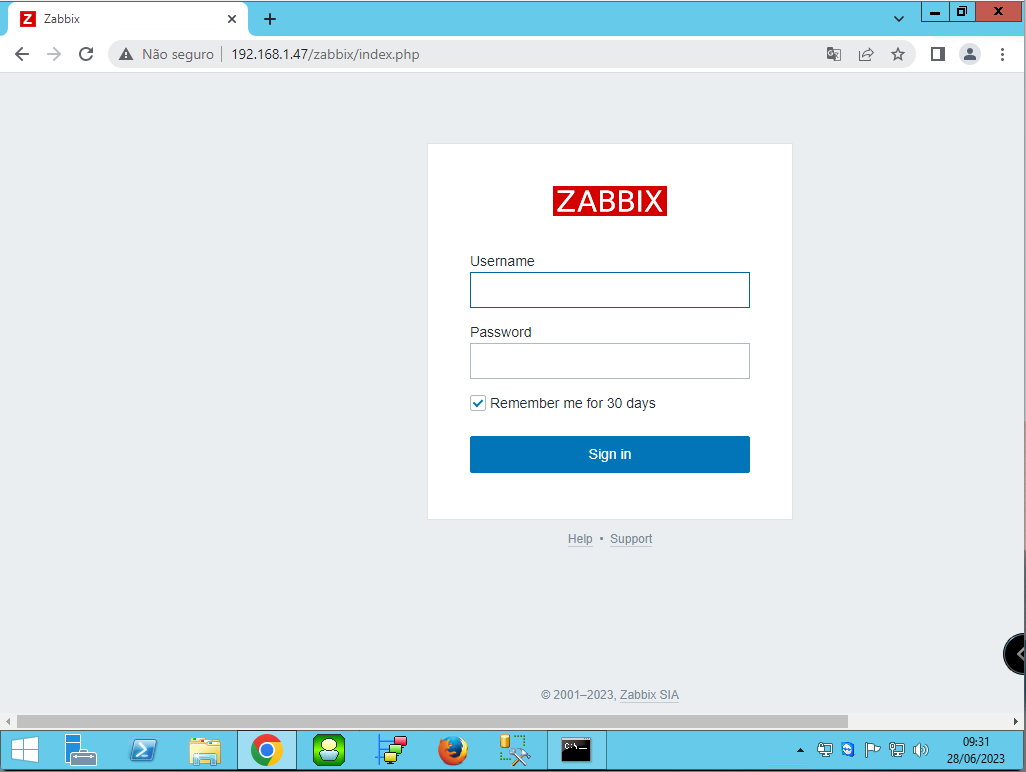 Zabbix
Não seguro 192.168.1.47/zabbix/index.php
ZABBIX
Username
Password
Remember me for 30 days
Sign in
Help • Support
© 2001–2023, Zabbix SIA
09:31
28/06/2023